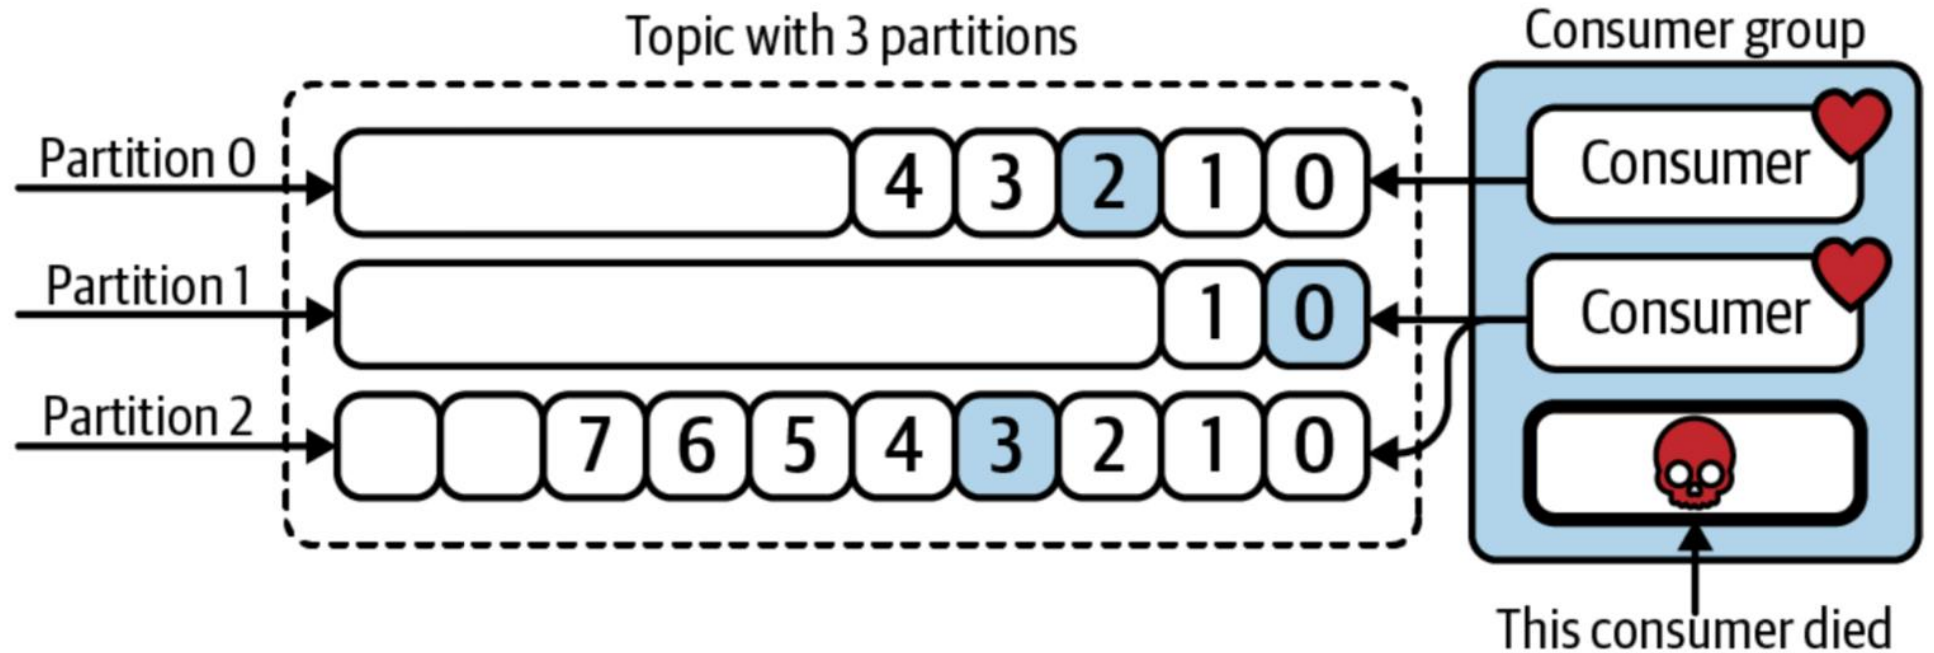 Topic with 3 partitions
Consumer group
Partition 0
4 3 2 1 0
Consumer
Partition 1
1 0
Consumer
Partition 2
7 6 5 4 3 2 1 0
This consumer died